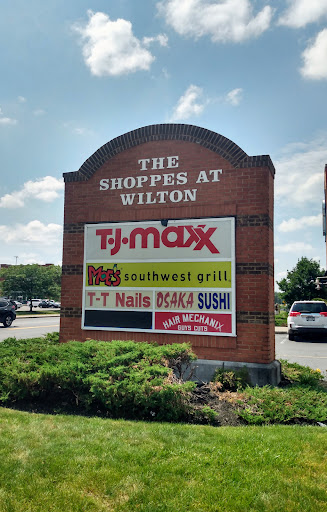 THE
SHOPPES AT
WILTON
T.J.maxx
Moe's southwest grill
T-T Nails OSAKA SUSHI
HAIR MECHANIX
GUYS CUTS